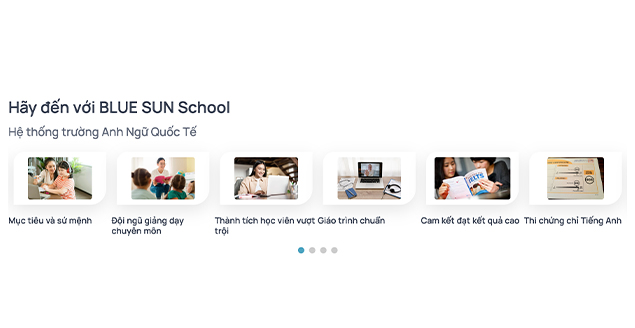 Hãy đến với BLUE SUN School
Hệ thống trường Anh Ngữ Quốc Tế
IELTS
Mục tiêu và sứ mệnh
Đội ngũ giảng dạy
chuyên môn
Thành tích học viên vượt
trội
Giáo trình chuẩn
Cam kết đạt kết quả cao
Thi chứng chỉ Tiếng Anh